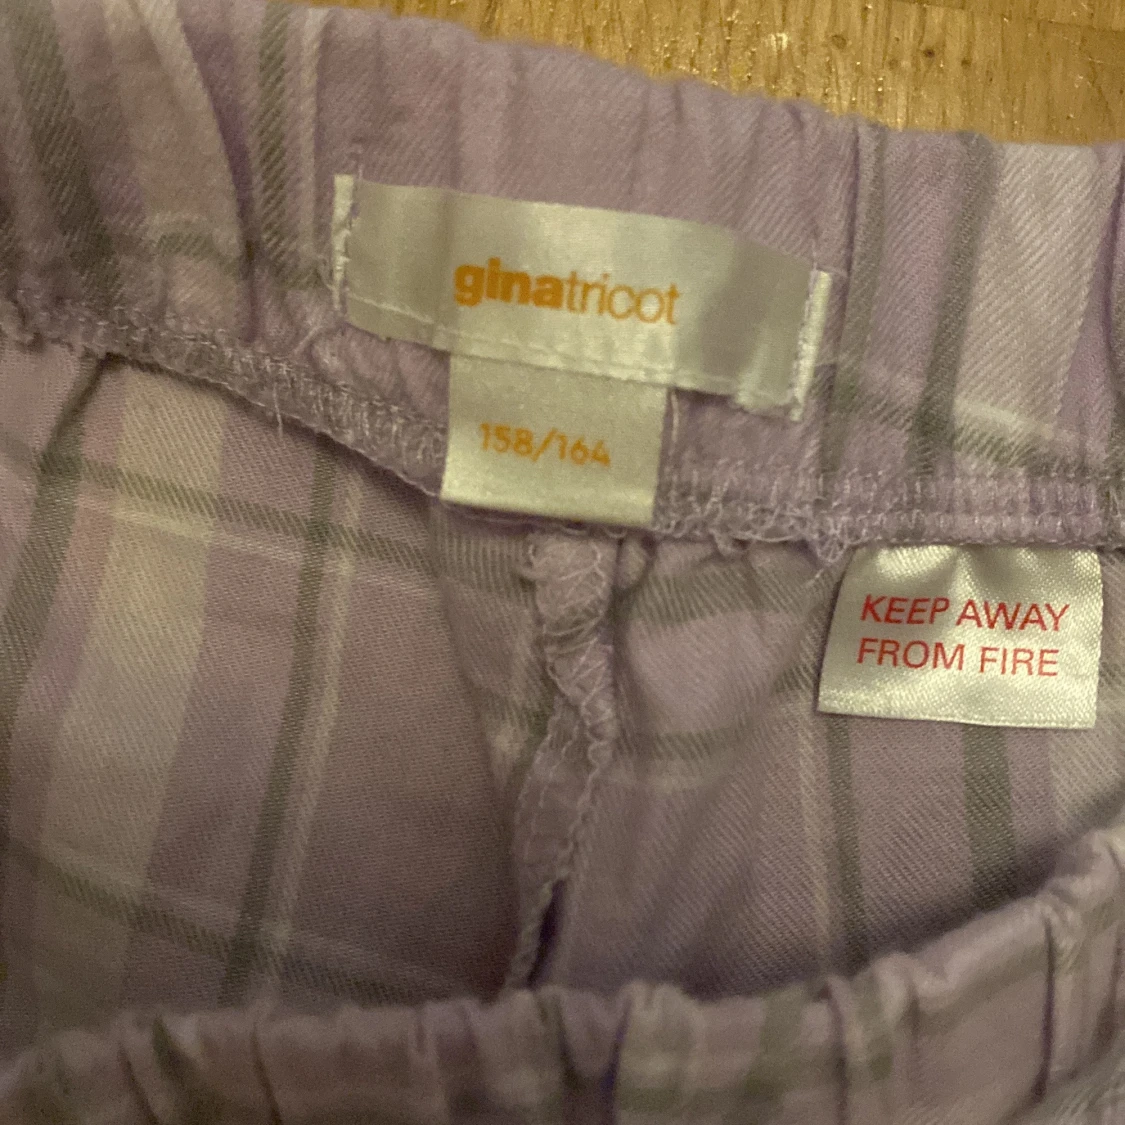 ginatricot
158/164
KEEP AWAY
FROM FIRE